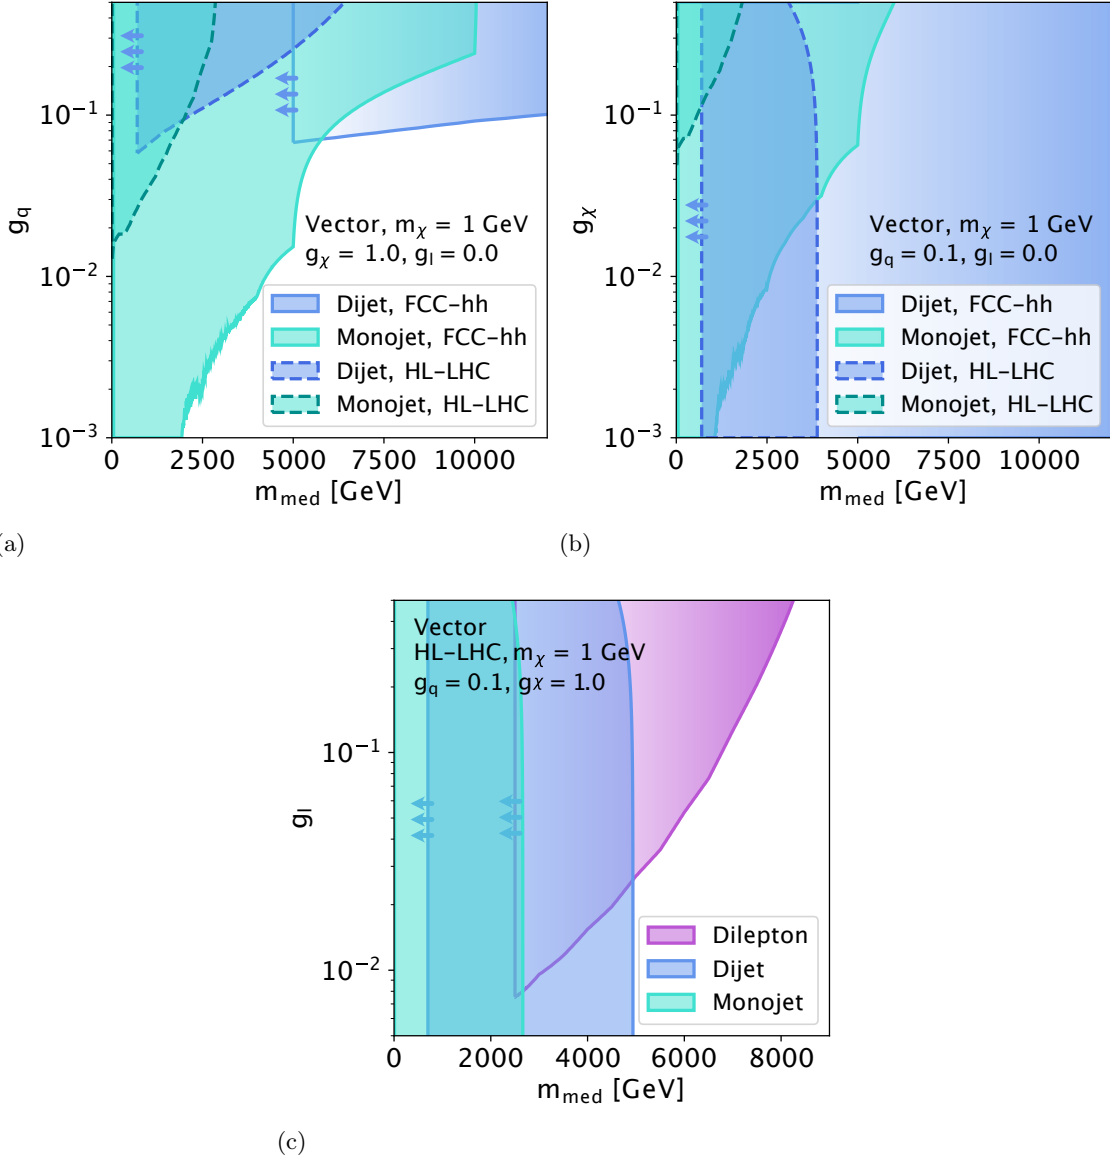 10⁻¹
10⁻²
10⁻³
g_q
Vector, m_χ = 1 GeV
g_χ = 1.0, g_l = 0.0
Dijet, FCC-hh
Monojet, FCC-hh
Dijet, HL-LHC
Monojet, HL-LHC
0 2500 5000 7500 10000
m_med [GeV]
(a)
10⁻¹
10⁻²
10⁻³
g_χ
Vector, m_χ = 1 GeV
g_q = 0.1, g_l = 0.0
Dijet, FCC-hh
Monojet, FCC-hh
Dijet, HL-LHC
Monojet, HL-LHC
0 2500 5000 7500 10000
m_med [GeV]
(b)
Vector
HL-LHC, m_χ = 1 GeV
g_q = 0.1, gχ = 1.0
10⁻¹
10⁻²
g_l
Dilepton
Dijet
Monojet
0 2000 4000 6000 8000
m_med [GeV]
(c)